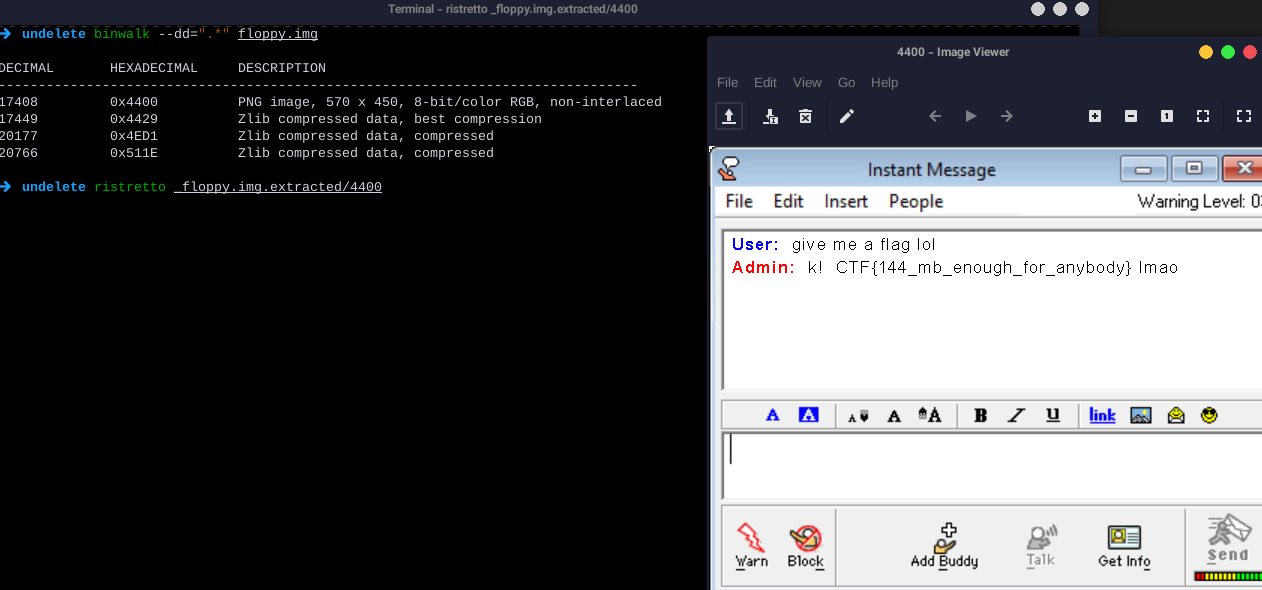 Terminal - ristretto _floppy.img.extracted/4400
undelete binwalk --dd=".*" floppy.img
DECIMAL HEXADECIMAL DESCRIPTION
--------------------------------------------------------------------------------
17408 0x4400 PNG image, 570 x 450, 8-bit/color RGB, non-interlaced
17449 0x4429 Zlib compressed data, best compression
20177 0x4ED1 Zlib compressed data, compressed
20766 0x511E Zlib compressed data, compressed
undelete ristretto _floppy.img.extracted/4400
4400 - Image Viewer
File Edit View Go Help
Instant Message
File Edit Insert People Warning Level: 0
User: give me a flag lol
Admin: k! CTF{144_mb_enough_for_anybody} lmao
A A A A A B I U link
Warn Block Add Buddy Talk Get Info Send